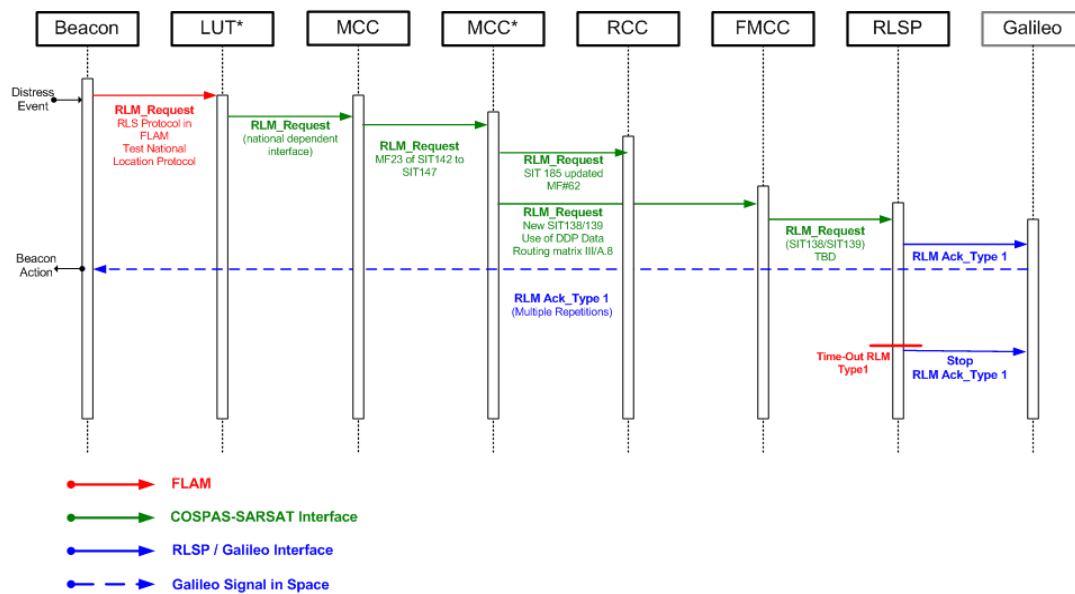 Beacon
LUT*
MCC
MCC*
RCC
FMCC
RLSP
Galileo
Distress
Event
RLM_Request
RLS Protocol in
FLAM
Test National
Location Protocol
RLM_Request
(national dependent
interface)
RLM_Request
MF23 of SIT142 to
SIT147
RLM_Request
SIT 185 updated
MF#62
RLM_Request
New SIT138/139
Use of DDP Data
Routing matrix III/A.8
RLM_Request
(SIT138/SIT139)
TBD
RLM Ack_Type 1
Beacon
Action
RLM Ack_Type 1
(Multiple Repetitions)
Time-Out RLM
Type1
Stop
RLM Ack_Type 1
FLAM
COSPAS-SARSAT Interface
RLSP / Galileo Interface
Galileo Signal in Space